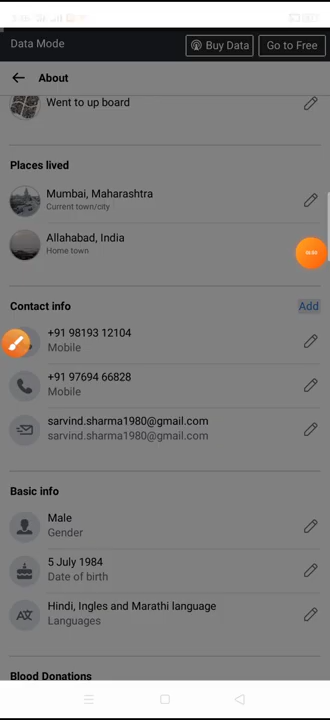 Data Mode
Buy Data
Go to Free
About
Went to up board
Places lived
Mumbai, Maharashtra
Current town/city
Allahabad, India
Home town
Contact info
Add
+91 98193 12104
Mobile
+91 97694 66828
Mobile
sarvind.sharma1980@gmail.com
sarvind.sharma1980@gmail.com
Basic info
Male
Gender
5 July 1984
Date of birth
Hindi, Ingles and Marathi language
Languages
Blood Donations